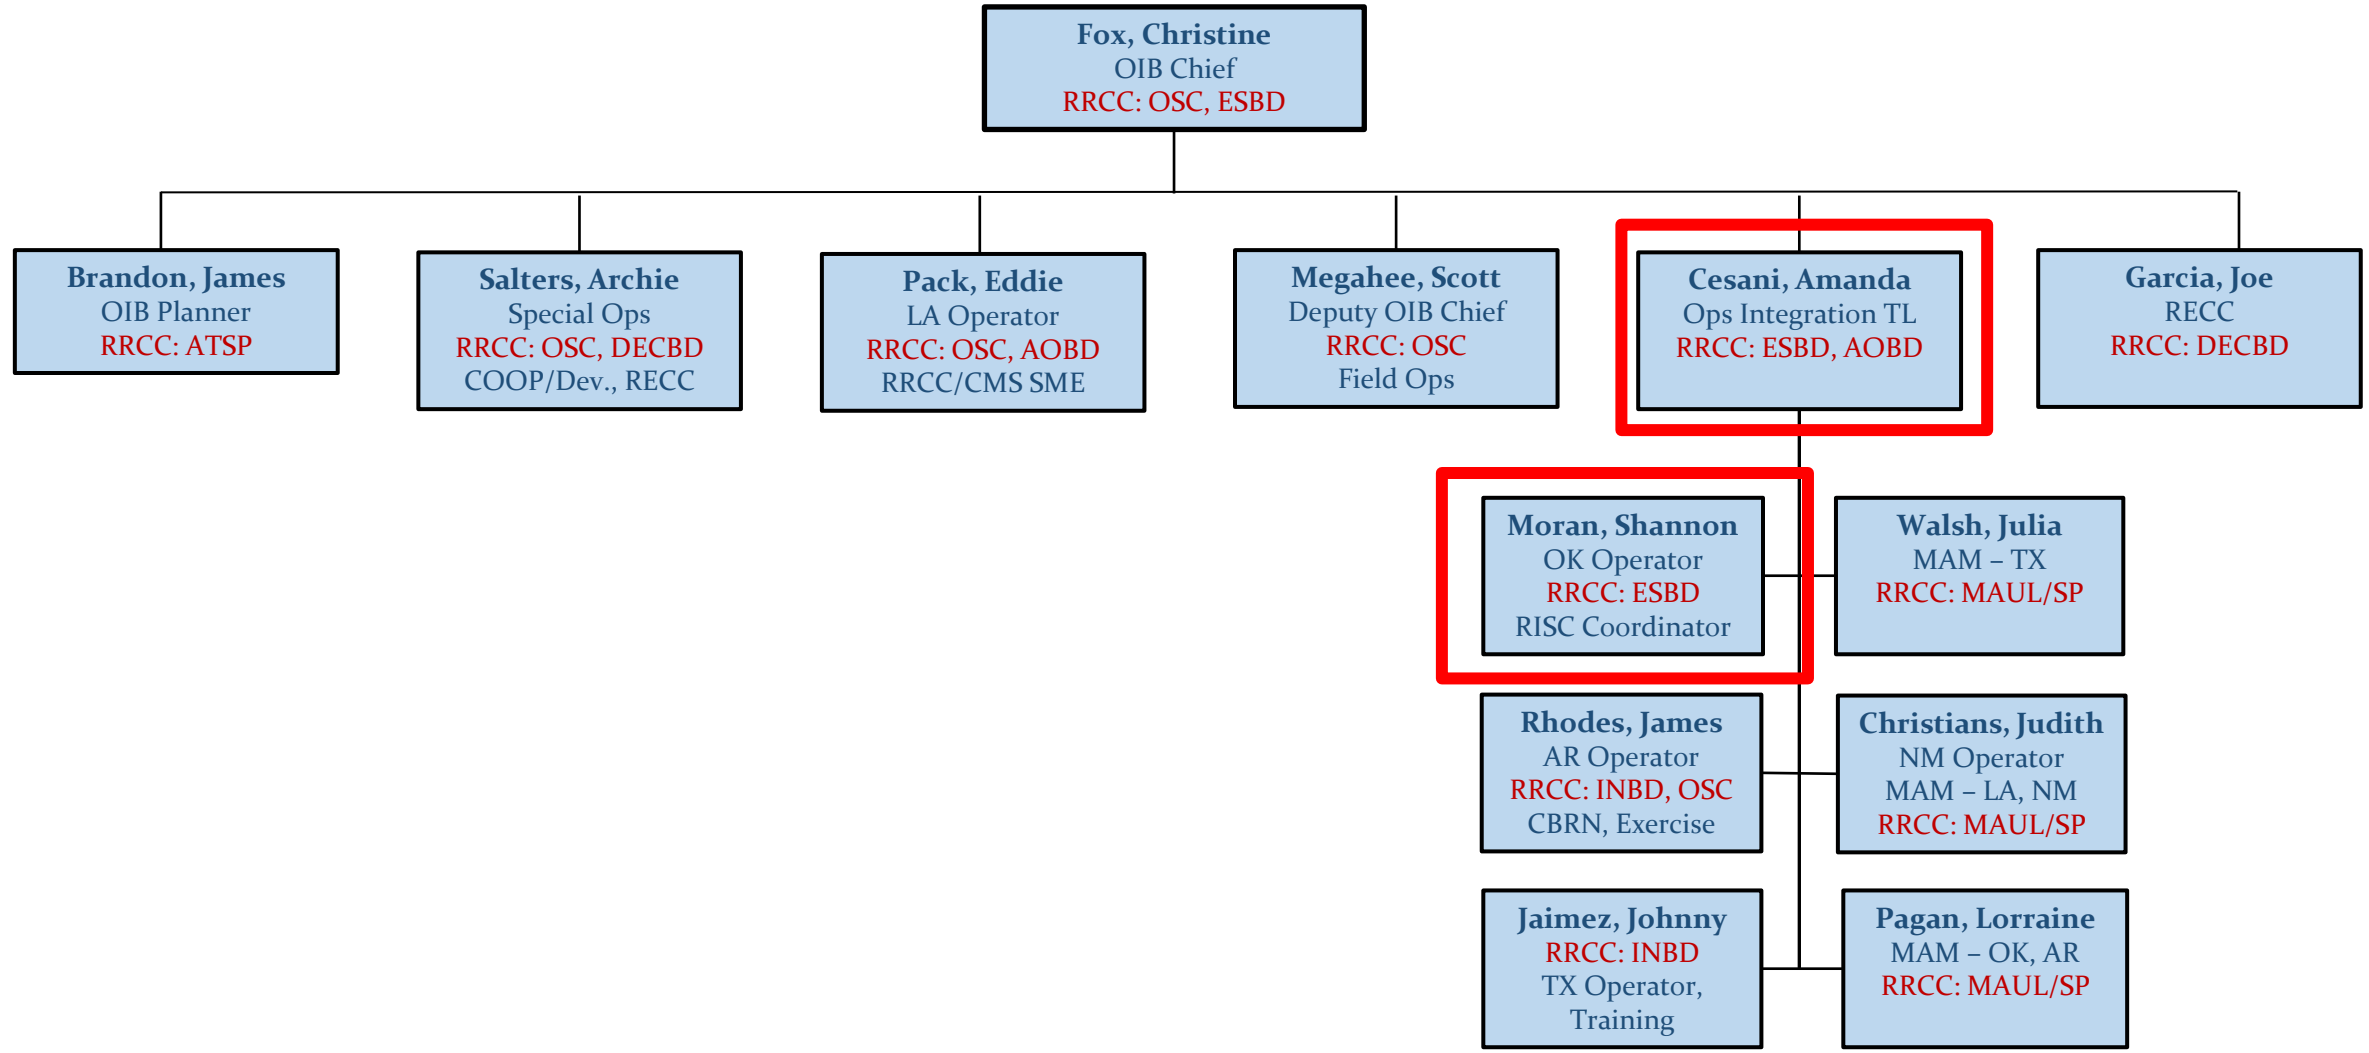 Fox, Christine
OIB Chief
RRCC: OSC, ESBD
Brandon, James
OIB Planner
RRCC: ATSP
Salters, Archie
Special Ops
RRCC: OSC, DECBD
COOP/Dev., RECC
Pack, Eddie
LA Operator
RRCC: OSC, AOBD
RRCC/CMS SME
Megahee, Scott
Deputy OIB Chief
RRCC: OSC
Field Ops
Cesani, Amanda
Ops Integration TL
RRCC: ESBD, AOBD
Garcia, Joe
RECC
RRCC: DECBD
Moran, Shannon
OK Operator
RRCC: ESBD
RISC Coordinator
Walsh, Julia
MAM – TX
RRCC: MAUL/SP
Rhodes, James
AR Operator
RRCC: INBD, OSC
CBRN, Exercise
Christians, Judith
NM Operator
MAM – LA, NM
RRCC: MAUL/SP
Jaimez, Johnny
RRCC: INBD
TX Operator,
Training
Pagan, Lorraine
MAM – OK, AR
RRCC: MAUL/SP